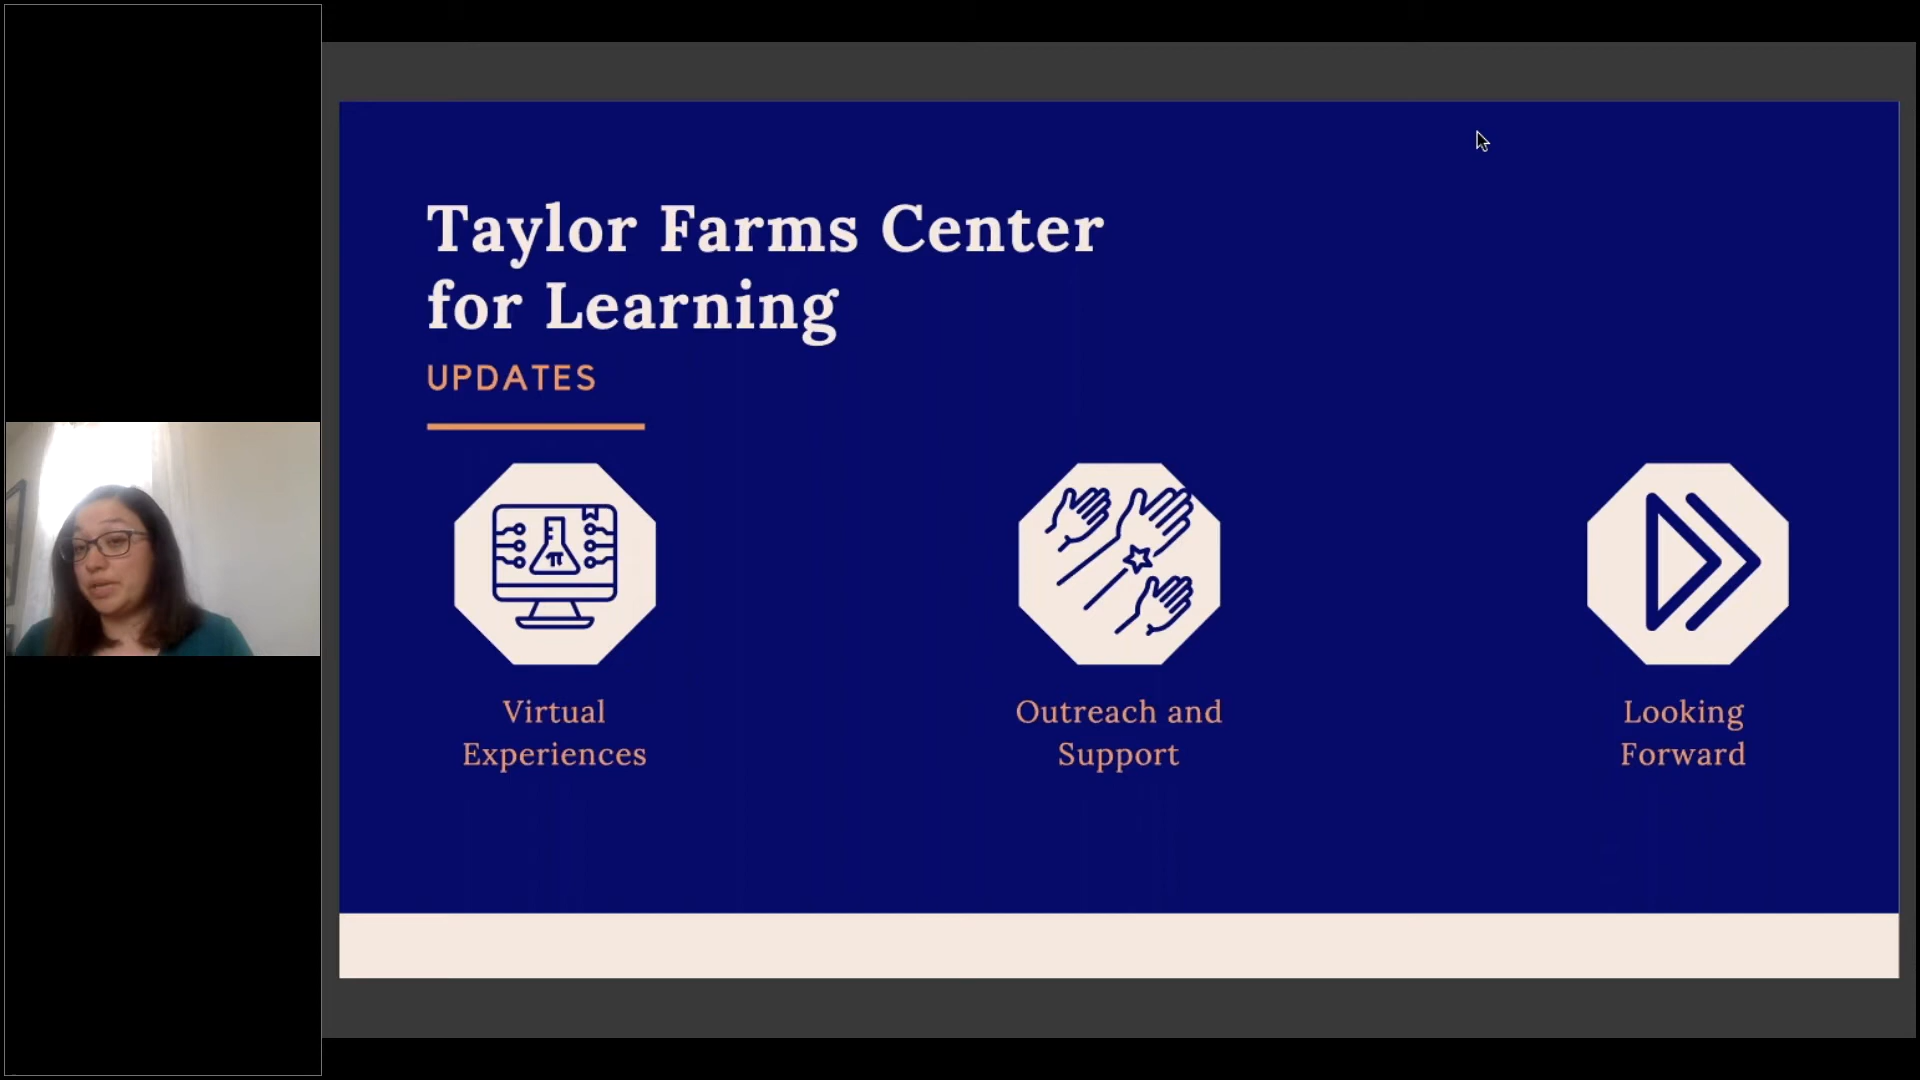 Taylor Farms Center
for Learning
UPDATES
π
Virtual
Experiences
Outreach and
Support
Looking
Forward